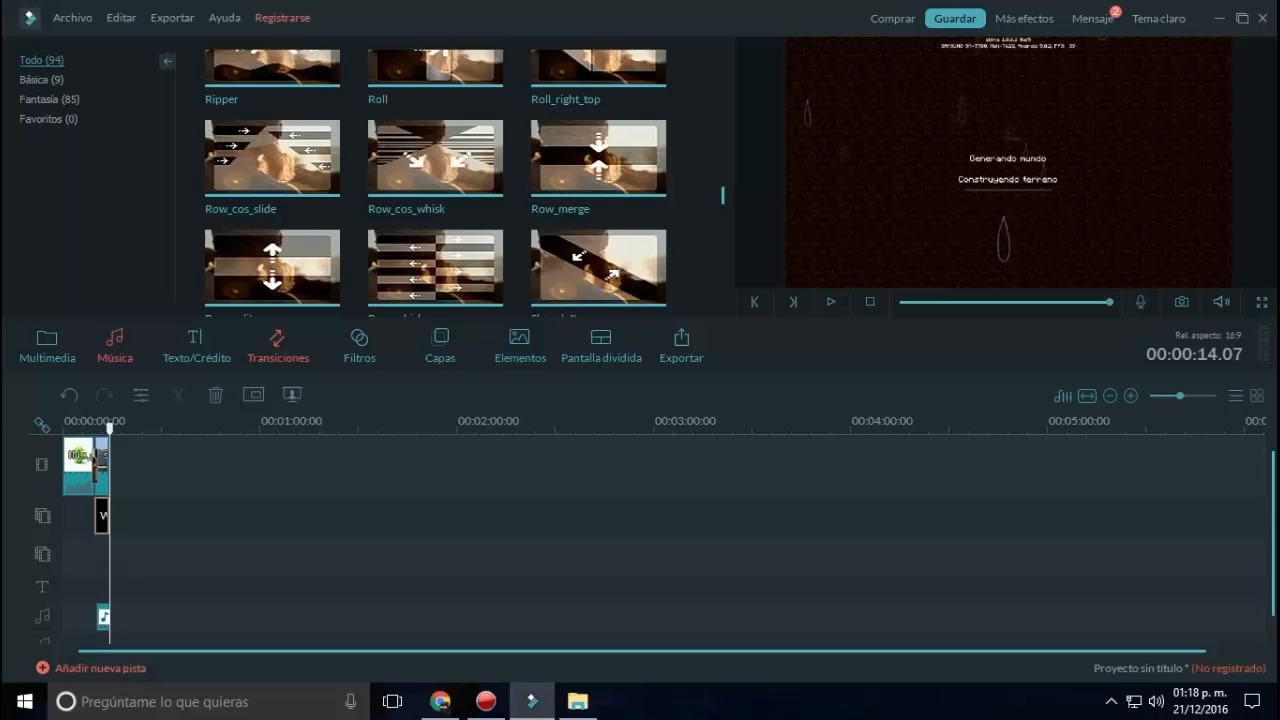 Archivo Editar Exportar Ayuda Registrarse
Comprar Guardar Más efectos Mensaje 2 Tema claro
Todo (94)
Básica (9)
Fantasía (85)
Favoritos (0)
Ripper Roll Roll_right_top
Row_cos_slide Row_cos_whisk Row_merge
Generando mundo
Construyendo terreno
Multimedia Música Texto/Crédito Transiciones Filtros Capas Elementos Pantalla dividida Exportar
Rel. aspecto: 16:9
00:00:14.07
00:00:00:00 00:01:00:00 00:02:00:00 00:03:00:00 00:04:00:00 00:05:00:00
Añadir nueva pista
Proyecto sin título * (No registrado)
Pregúntame lo que quieras
01:18 p. m.
21/12/2016